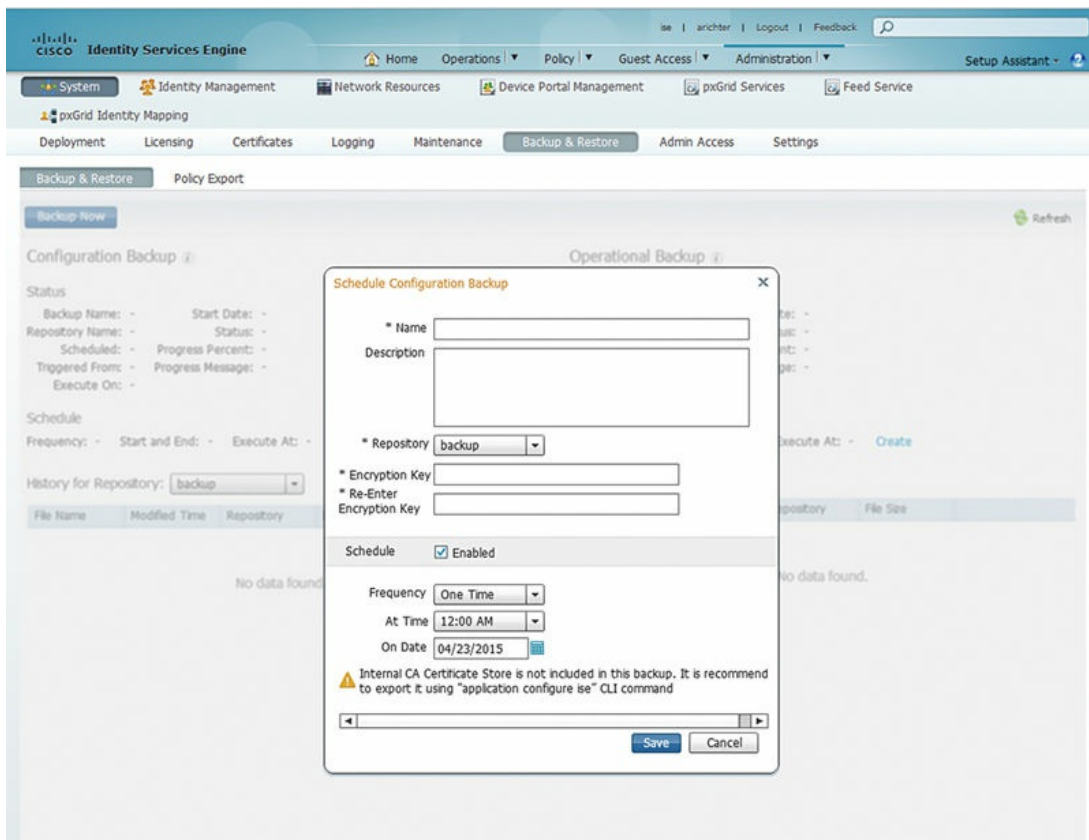 ise | arichter | Logout | Feedback
CISCO Identity Services Engine
Home Operations Policy Guest Access Administration Setup Assistant
System Identity Management Network Resources Device Portal Management pxGrid Services Feed Service
pxGrid Identity Mapping
Deployment Licensing Certificates Logging Maintenance Backup & Restore Admin Access Settings
Backup & Restore Policy Export
Backup Now Refresh
Configuration Backup Operational Backup
Schedule Configuration Backup
Status
Backup Name: - Start Date: -
Repository Name: - Status: -
Scheduled: - Progress Percent: -
Triggered From: - Progress Message: -
Execute On: -
Schedule
Frequency: - Start and End: - Execute At: -
History for Repository: backup
File Name Modified Time Repository
No data found
* Name
Description
* Repository backup
* Encryption Key
* Re-Enter
Encryption Key
Schedule Enabled
Frequency One Time
At Time 12:00 AM
On Date 04/23/2015
Internal CA Certificate Store is not included in this backup. It is recommend
to export it using "application configure ise" CLI command
Save Cancel
Execute At: - Create
File Size
No data found.